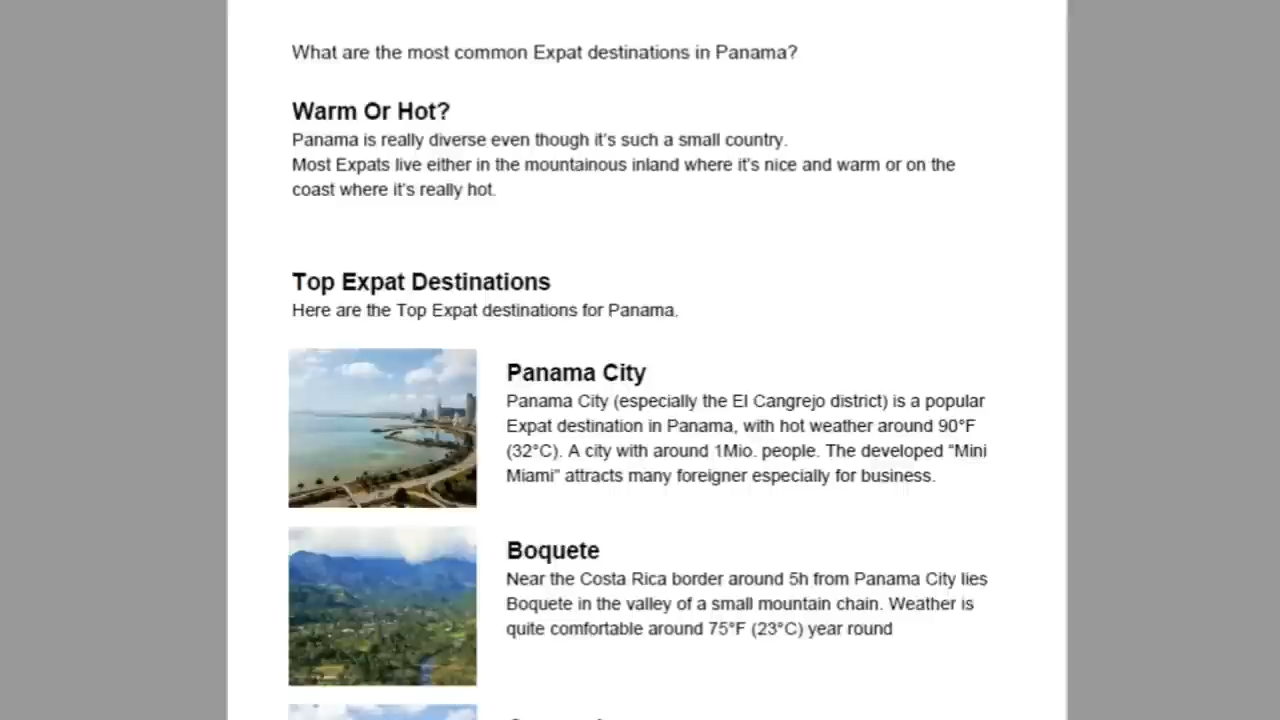 What are the most common Expat destinations in Panama?
Warm Or Hot?
Panama is really diverse even though it's such a small country.
Most Expats live either in the mountainous inland where it's nice and warm or on the
coast where it's really hot.
Top Expat Destinations
Here are the Top Expat destinations for Panama.
Panama City
Panama City (especially the El Cangrejo district) is a popular
Expat destination in Panama, with hot weather around 90°F
(32°C). A city with around 1Mio. people. The developed “Mini
Miami” attracts many foreigner especially for business.
Boquete
Near the Costa Rica border around 5h from Panama City lies
Boquete in the valley of a small mountain chain. Weather is
quite comfortable around 75°F (23°C) year round